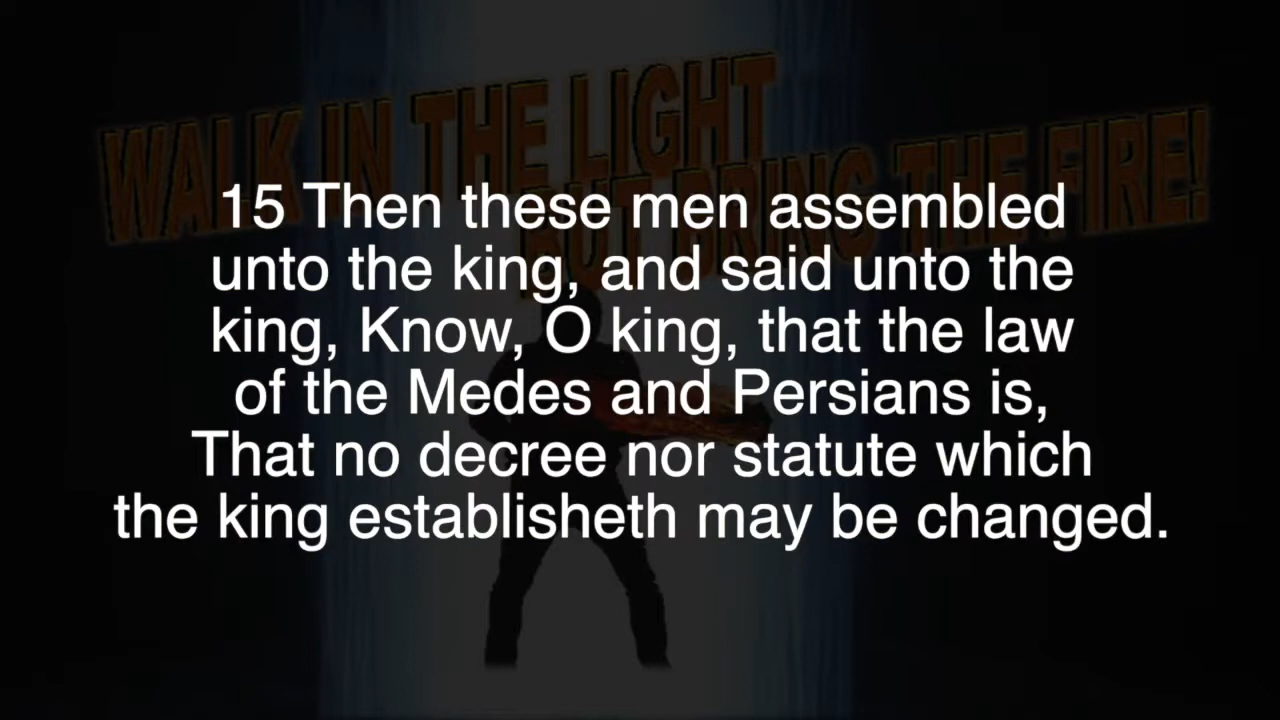 WALK IN THE LIGHT
BUT BRING THE FIRE!
15 Then these men assembled
unto the king, and said unto the
king, Know, O king, that the law
of the Medes and Persians is,
That no decree nor statute which
the king establisheth may be changed.